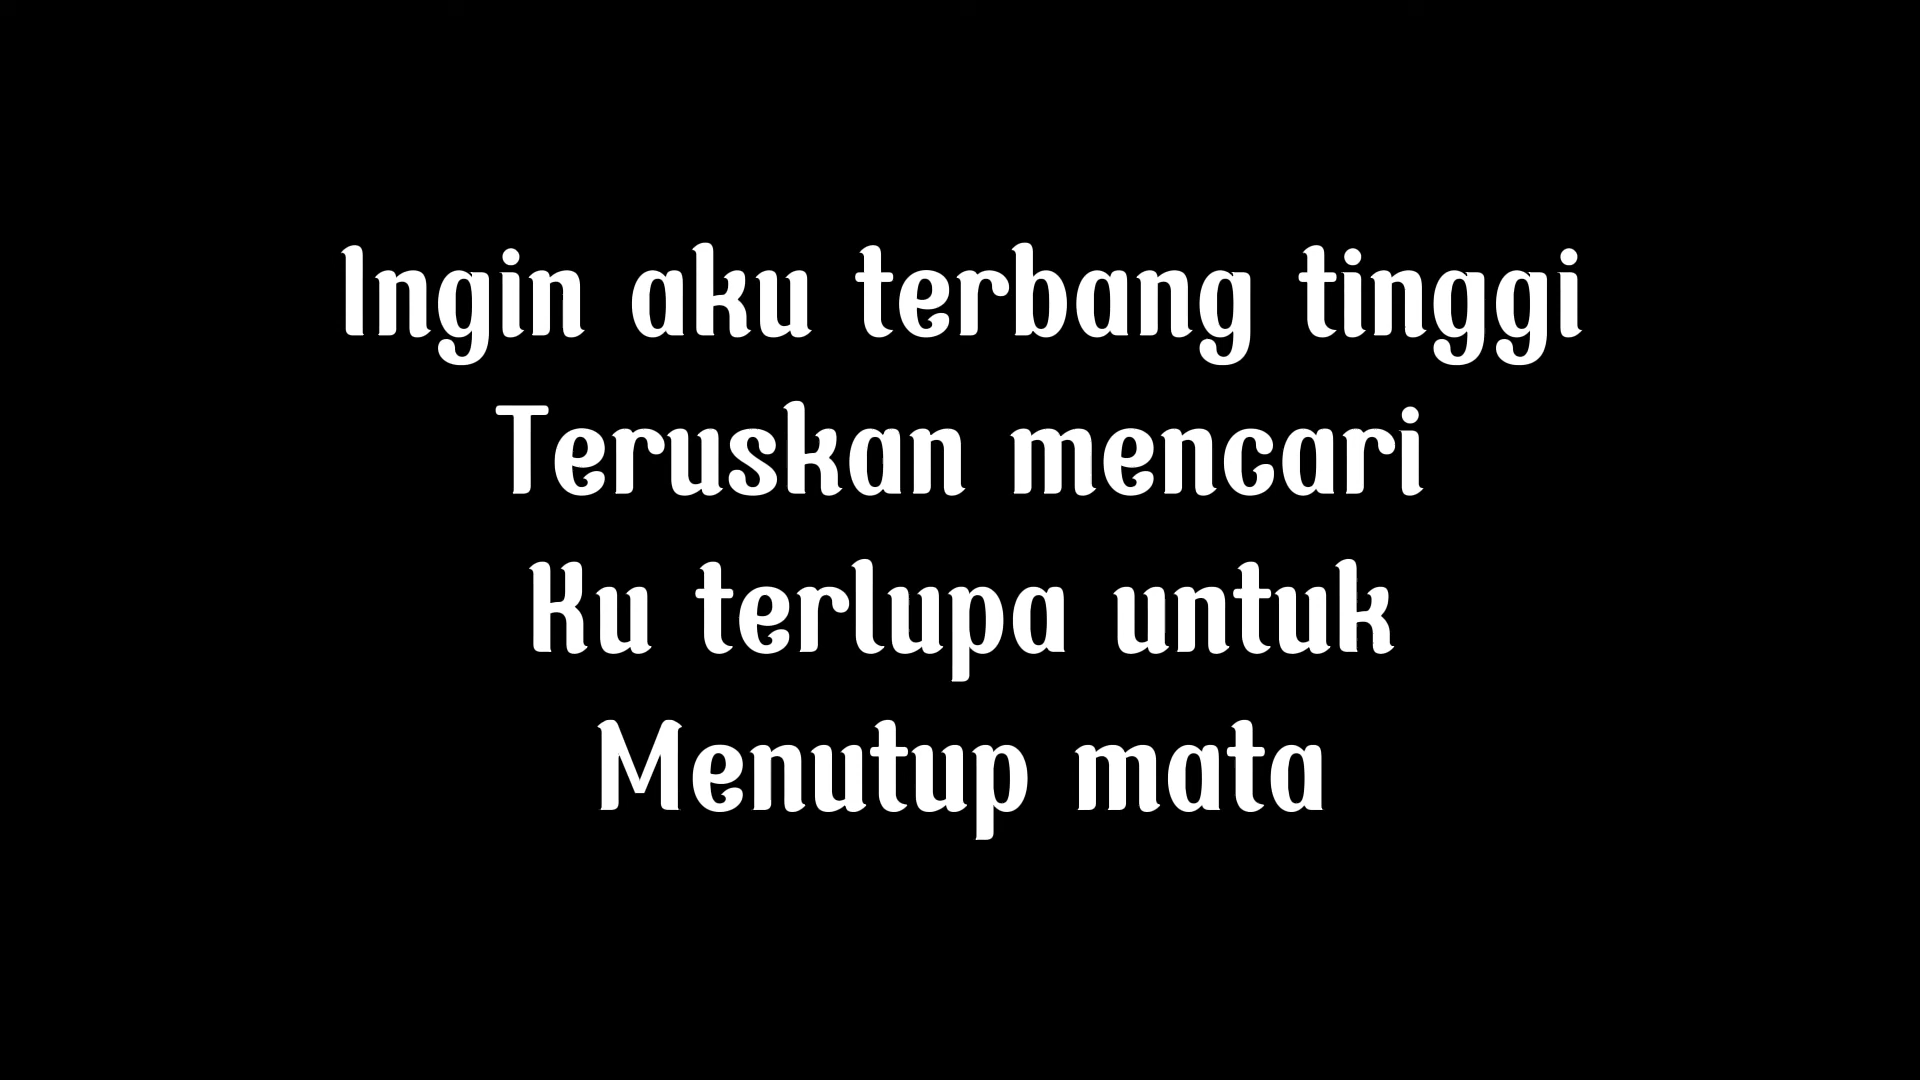 Ingin aku terbang tinggi
Teruskan mencari
Ku terlupa untuk
Menutup mata